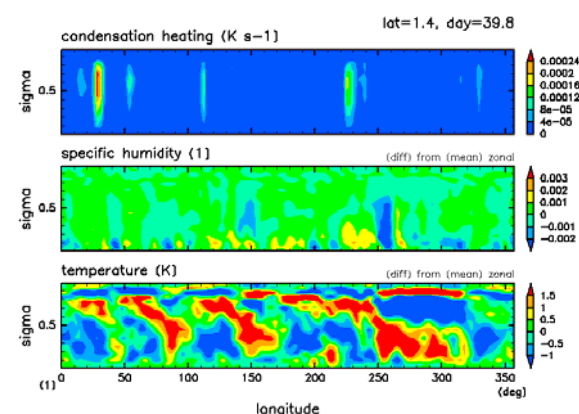 lat=1.4, day=39.8
condensation heating (K s-1)
sigma
0.5
0.00024
0.0002
0.00016
0.00012
8e-05
4e-05
0
specific humidity (1)
(diff) from (mean) zonal
sigma
0.5
0.003
0.002
0.001
0
-0.001
-0.002
temperature (K)
(diff) from (mean) zonal
sigma
0.5
1.5
1
0.5
0
-0.5
-1
(1)
0 50 100 150 200 250 300 350
(deg)
longitude